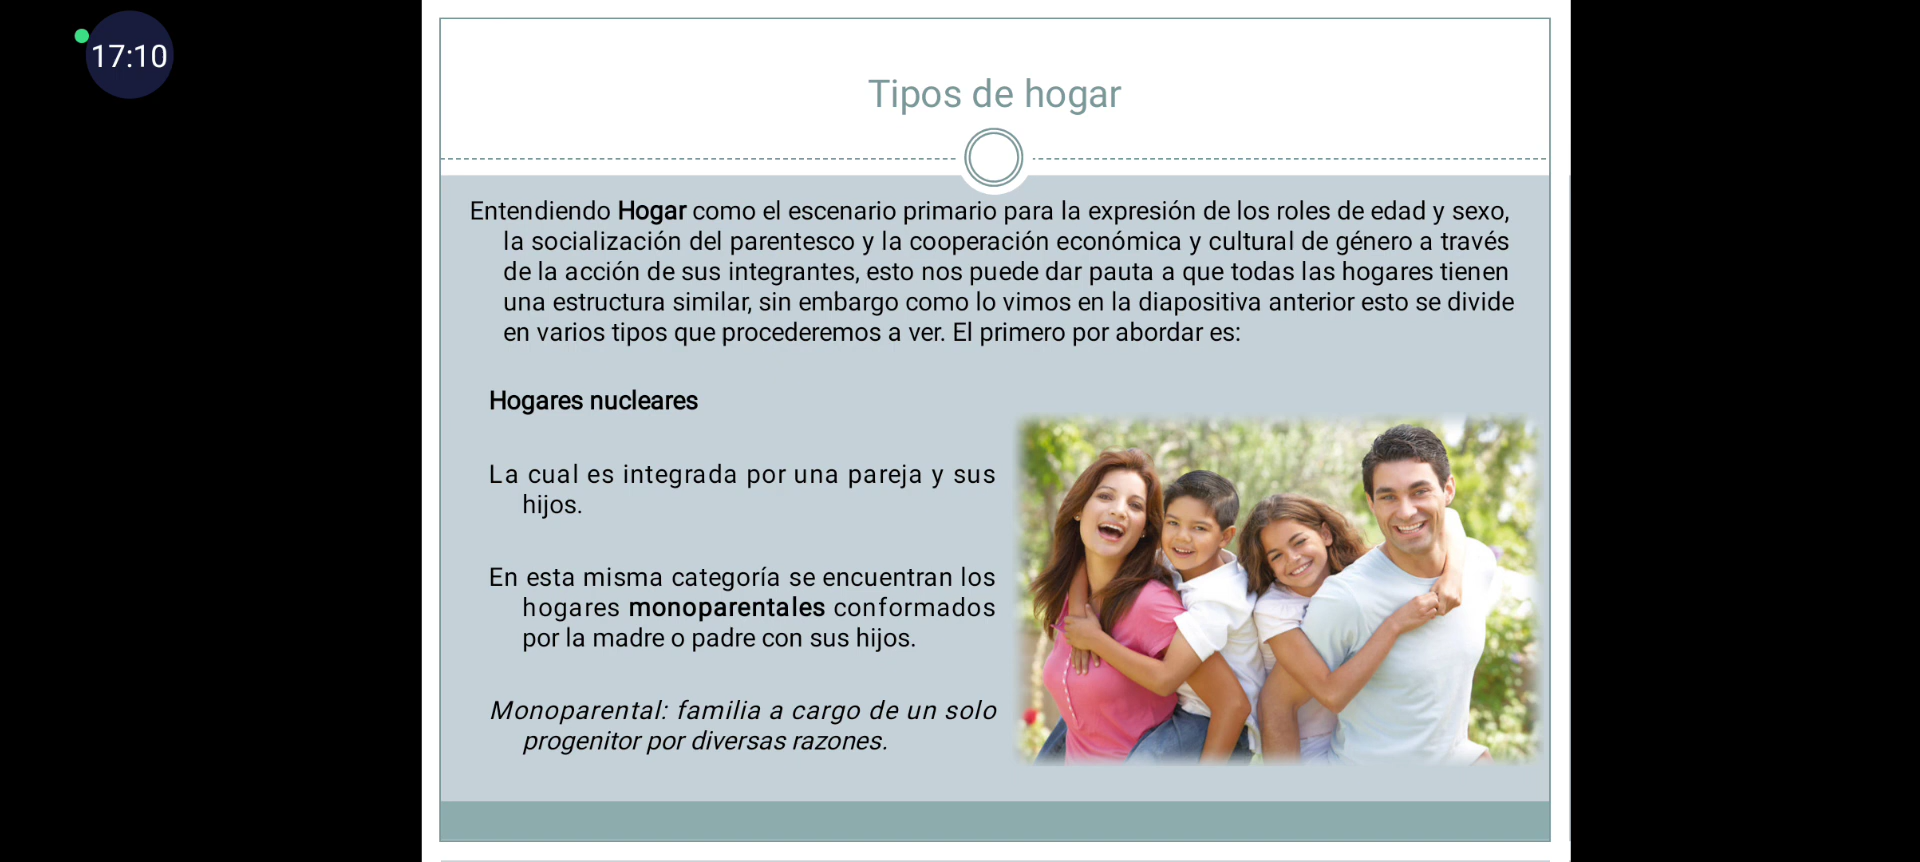 17:10
Tipos de hogar
Entendiendo Hogar como el escenario primario para la expresión de los roles de edad y sexo,
la socialización del parentesco y la cooperación económica y cultural de género a través
de la acción de sus integrantes, esto nos puede dar pauta a que todas las hogares tienen
una estructura similar, sin embargo como lo vimos en la diapositiva anterior esto se divide
en varios tipos que procederemos a ver. El primero por abordar es:
Hogares nucleares
La cual es integrada por una pareja y sus
hijos.
En esta misma categoría se encuentran los
hogares monoparentales conformados
por la madre o padre con sus hijos.
Monoparental: familia a cargo de un solo
progenitor por diversas razones.